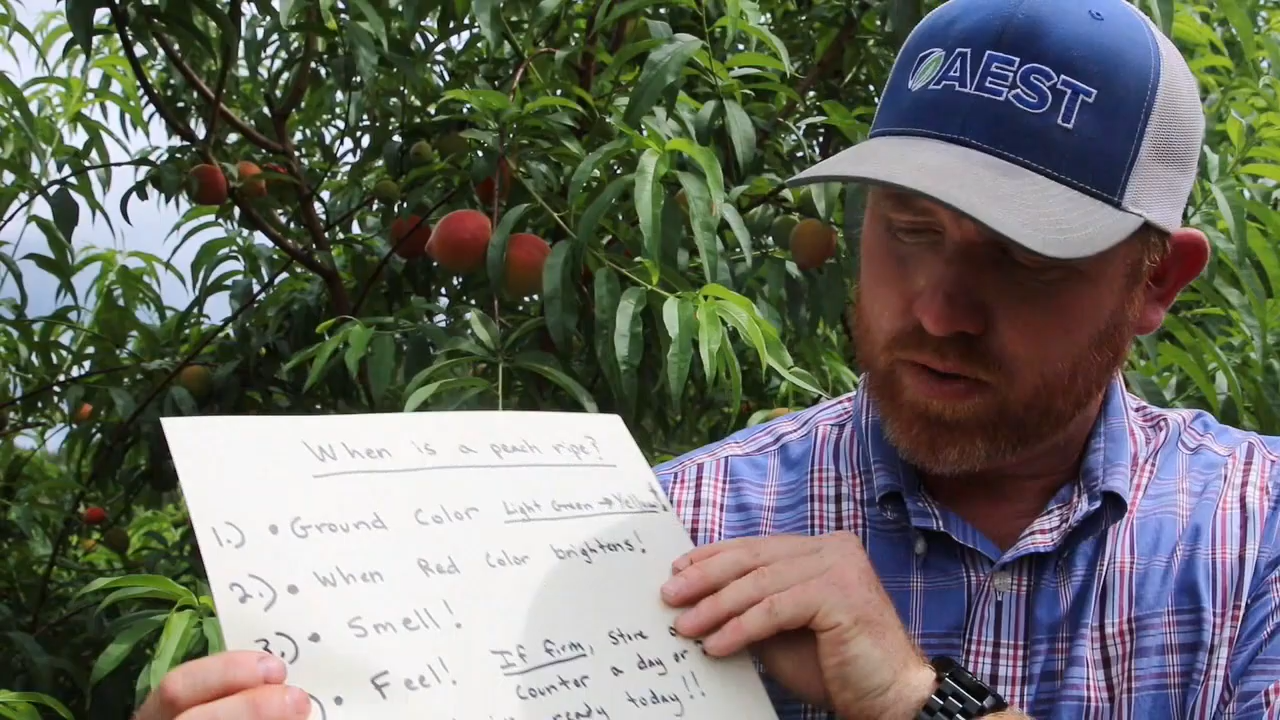 AEST
When is a peach ripe?
1.) • Ground Color Light Green → Yellow!
2.) • When Red Color brightens!
3.) • Smell!
• Feel! If firm, store
counter a day or
ready today!!